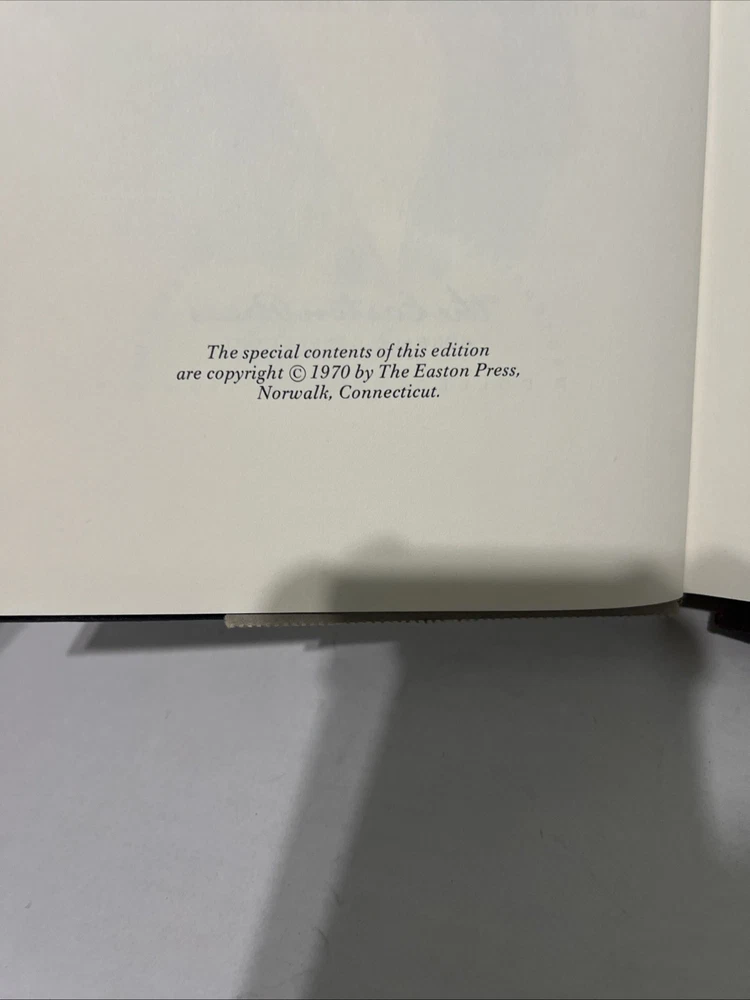 The special contents of this edition
are copyright © 1970 by The Easton Press,
Norwalk, Connecticut.